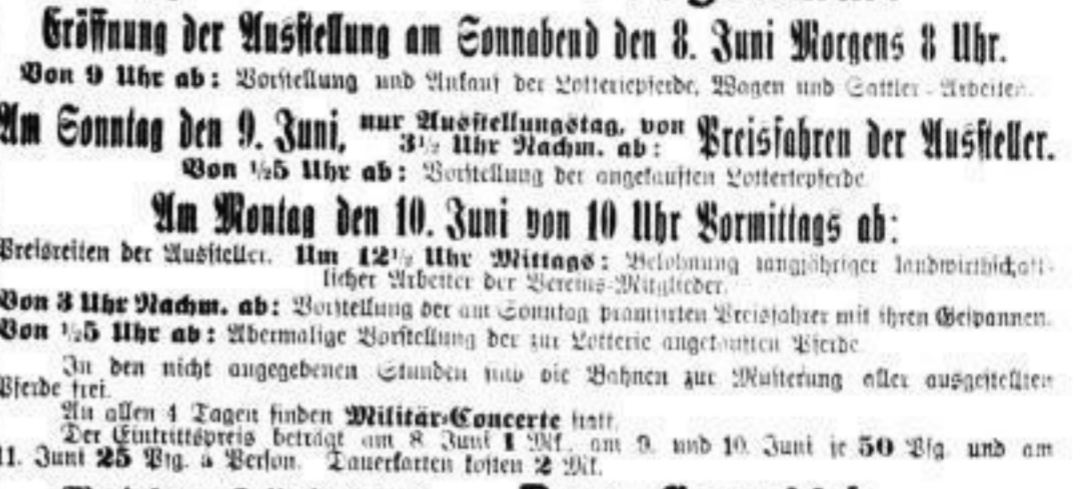 Eröffnung der Ausstellung am Sonnabend den 8. Juni Morgens 8 Uhr.
Von 9 Uhr ab: Vorstellung und Ankauf der Lotteriepferde, Wagen und Sattler-Arbeiten.
Am Sonntag den 9. Juni, nur Ausstellungstag, von 3½ Uhr Nachm. ab: Preisfahren der Aussteller.
Von ½5 Uhr ab: Vorstellung der angekauften Lotteriepferde.
Am Montag den 10. Juni von 10 Uhr Vormittags ab:
Preisreiten der Aussteller. Um 12½ Uhr Mittags: Belohnung langjähriger landwirthschaft-
licher Arbeiter der Vereins-Mitglieder.
Von 3 Uhr Nachm. ab: Vorstellung der am Sonntag prämiirten Preisfahrer mit ihren Gespannen.
Von ½5 Uhr ab: Abermalige Vorstellung der zur Lotterie angekauften Pferde.
In den nicht angegebenen Stunden sind die Bahnen zur Musterung aller ausgestellten
Pferde frei.
An allen 4 Tagen finden Militär-Concerte statt.
Der Eintrittspreis beträgt am 8. Juni 1 Mk., am 9. und 10. Juni je 50 Pfg. und am
11. Juni 25 Pfg. à Person. Dauerkarten kosten 2 Mk.